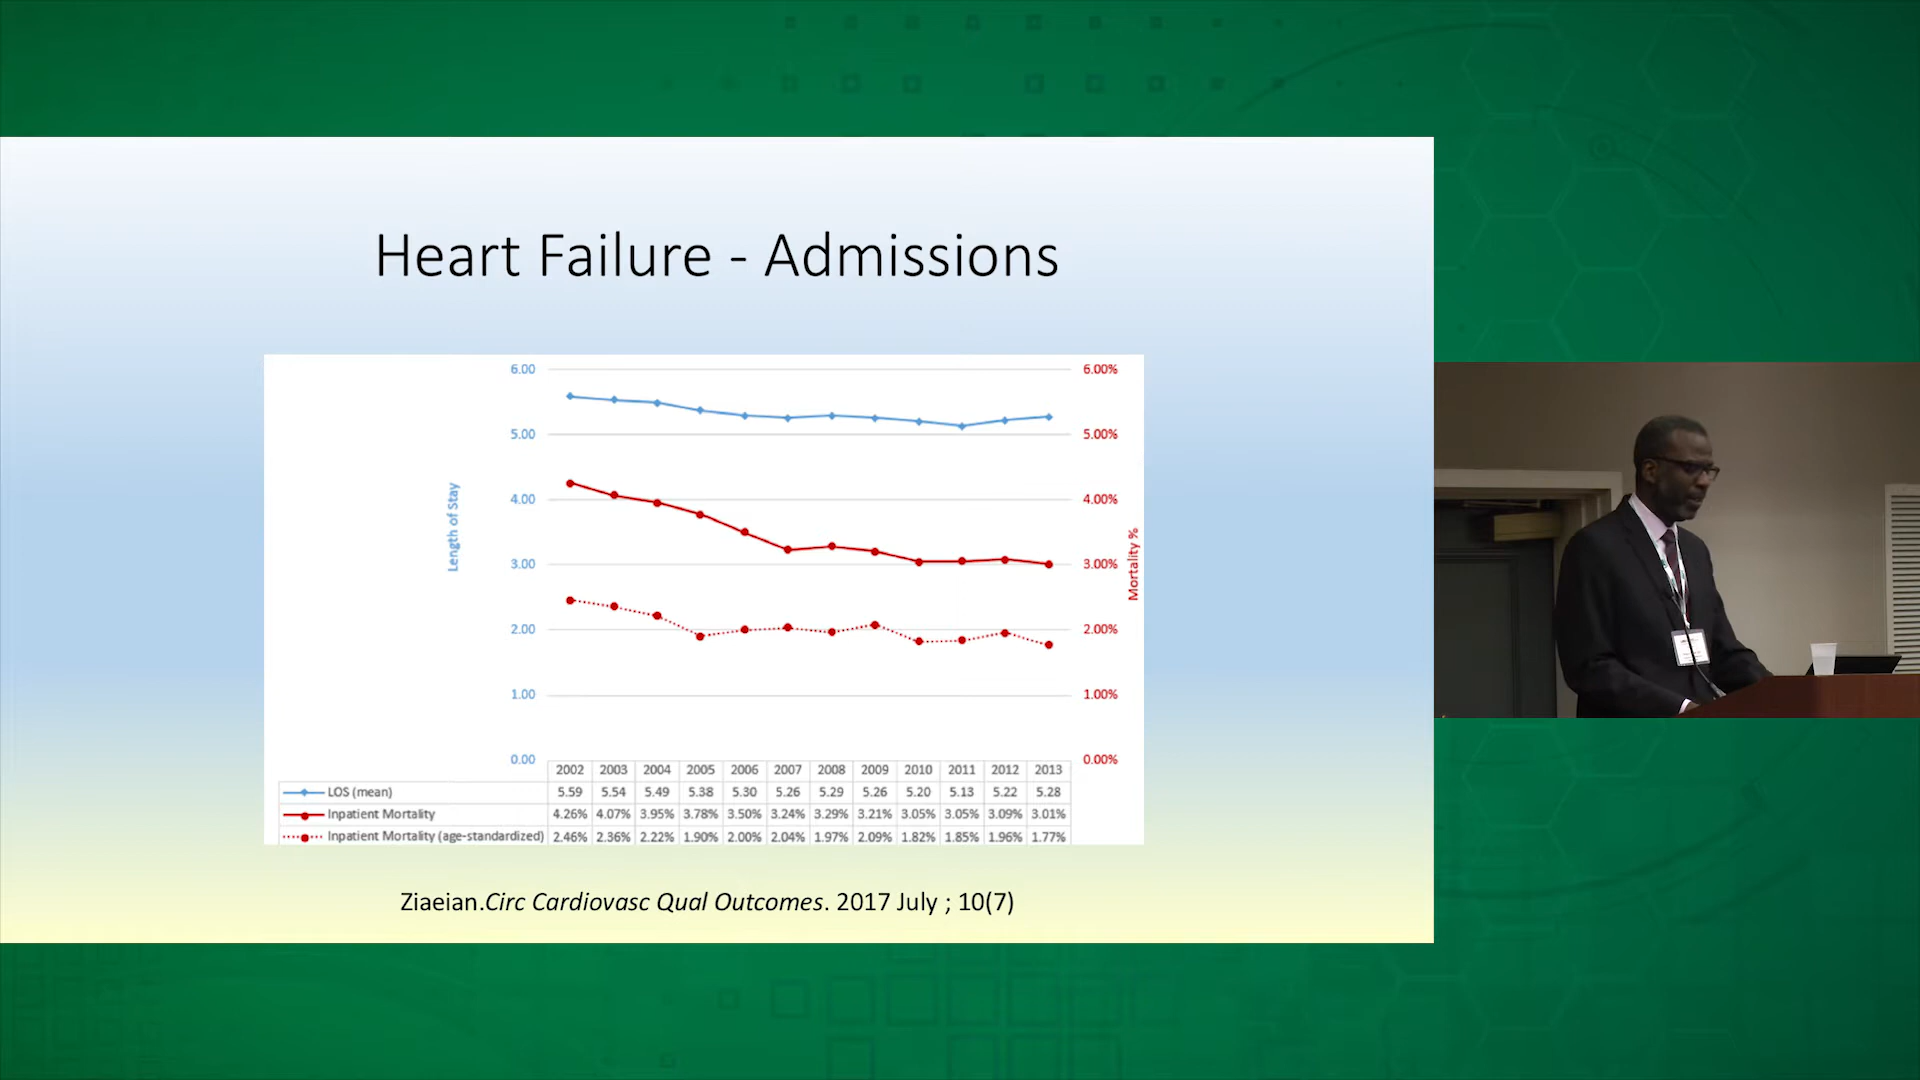 Heart Failure - Admissions
6.00 6.00%
5.00 5.00%
4.00 4.00%
3.00 3.00%
2.00 2.00%
1.00 1.00%
0.00 0.00%
Length of Stay
Mortality %
2002 2003 2004 2005 2006 2007 2008 2009 2010 2011 2012 2013
LOS (mean) 5.59 5.54 5.49 5.38 5.30 5.26 5.29 5.26 5.20 5.13 5.22 5.28
Inpatient Mortality 4.26% 4.07% 3.95% 3.78% 3.50% 3.24% 3.29% 3.21% 3.05% 3.05% 3.09% 3.01%
Inpatient Mortality (age-standardized) 2.46% 2.36% 2.22% 1.90% 2.00% 2.04% 1.97% 2.09% 1.82% 1.85% 1.96% 1.77%
Ziaeian.Circ Cardiovasc Qual Outcomes. 2017 July ; 10(7)